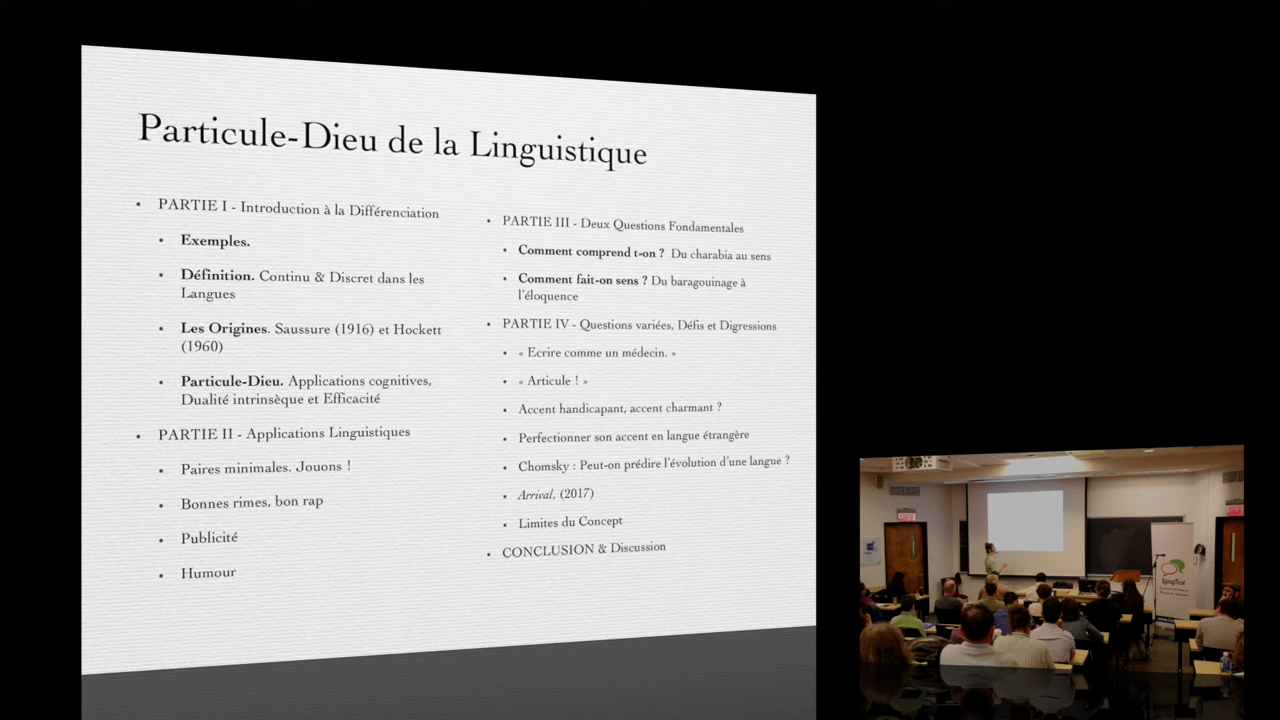 Particule-Dieu de la Linguistique
• PARTIE I - Introduction à la Différenciation
• Exemples.
• Définition. Continu & Discret dans les
Langues
• Les Origines. Saussure (1916) et Hockett
(1960)
• Particule-Dieu. Applications cognitives,
Dualité intrinsèque et Efficacité
• PARTIE II - Applications Linguistiques
• Paires minimales. Jouons !
• Bonnes rimes, bon rap
• Publicité
• Humour
• PARTIE III - Deux Questions Fondamentales
• Comment comprend t-on ? Du charabia au sens
• Comment fait-on sens ? Du baragouinage à
l'éloquence
• PARTIE IV - Questions variées, Défis et Digressions
• « Ecrire comme un médecin. »
• « Articule ! »
• Accent handicapant, accent charmant ?
• Perfectionner son accent en langue étrangère
• Chomsky : Peut-on prédire l'évolution d'une langue ?
• Arrival, (2017)
• Limites du Concept
• CONCLUSION & Discussion
LangFest